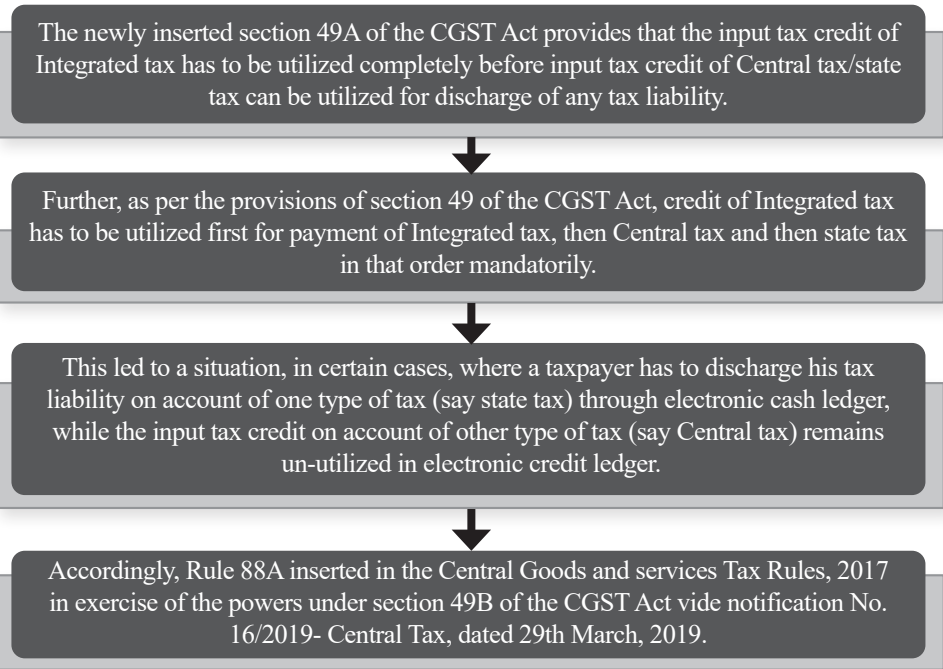 The newly inserted section 49A of the CGST Act provides that the input tax credit of
Integrated tax has to be utilized completely before input tax credit of Central tax/state
tax can be utilized for discharge of any tax liability.
Further, as per the provisions of section 49 of the CGST Act, credit of Integrated tax
has to be utilized first for payment of Integrated tax, then Central tax and then state tax
in that order mandatorily.
This led to a situation, in certain cases, where a taxpayer has to discharge his tax
liability on account of one type of tax (say state tax) through electronic cash ledger,
while the input tax credit on account of other type of tax (say Central tax) remains
un-utilized in electronic credit ledger.
Accordingly, Rule 88A inserted in the Central Goods and services Tax Rules, 2017
in exercise of the powers under section 49B of the CGST Act vide notification No.
16/2019- Central Tax, dated 29th March, 2019.